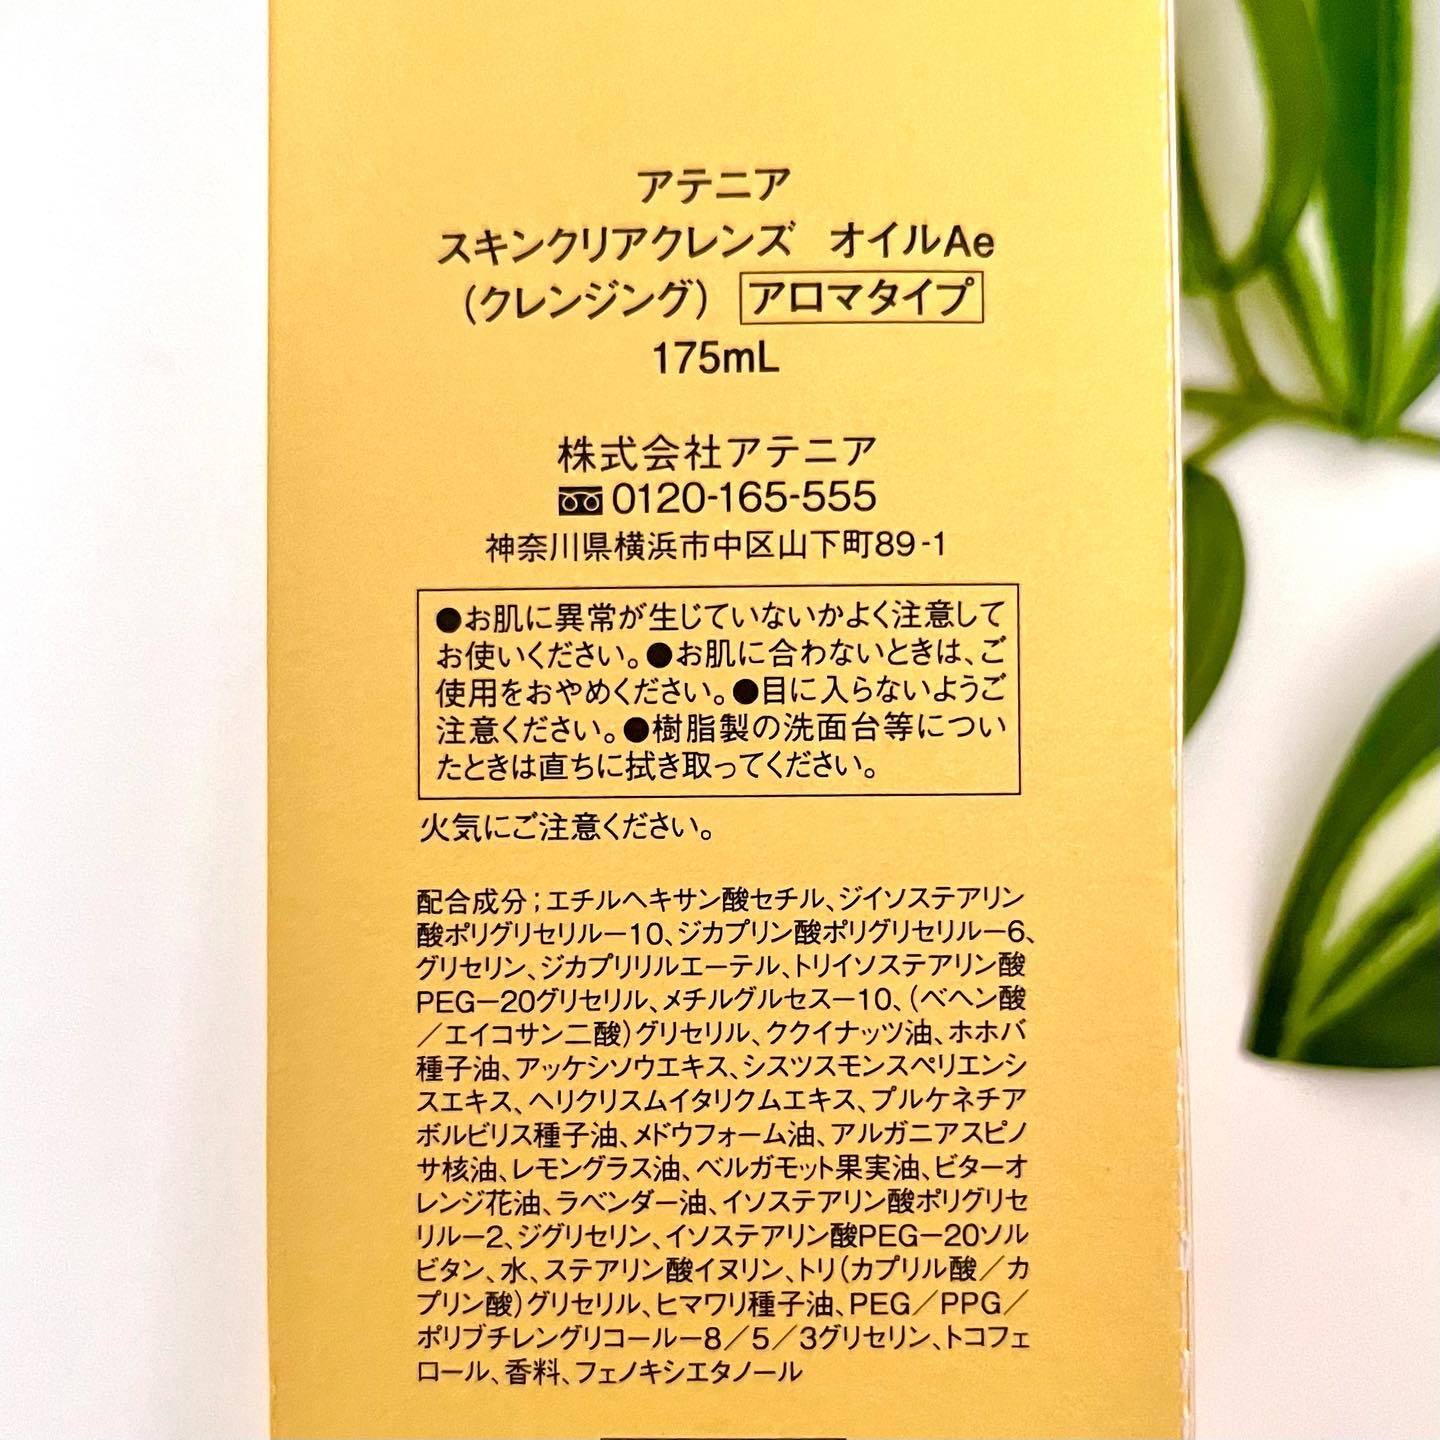 アテニア
スキンクリアクレンズ　オイルAe
(クレンジング) アロマタイプ
175mL
株式会社アテニア
0120-165-555
神奈川県横浜市中区山下町89-1
●お肌に異常が生じていないかよく注意して
お使いください。●お肌に合わないときは、ご
使用をおやめください。●目に入らないようご
注意ください。●樹脂製の洗面台等につい
たときは直ちに拭き取ってください。
火気にご注意ください。
配合成分；エチルヘキサン酸セチル、ジイソステアリン
酸ポリグリセリルー10、ジカプリン酸ポリグリセリルー6、
グリセリン、ジカプリリルエーテル、トリイソステアリン酸
PEGー20グリセリル、メチルグルセスー10、(ベヘン酸
／エイコサン二酸)グリセリル、ククイナッツ油、ホホバ
種子油、アッケシソウエキス、シスツスモンスペリエンシ
スエキス、ヘリクリスムイタリクムエキス、プルケネチア
ボルビリス種子油、メドウフォーム油、アルガニアスピノ
サ核油、レモングラス油、ベルガモット果実油、ビターオ
レンジ花油、ラベンダー油、イソステアリン酸ポリグリセ
リルー2、ジグリセリン、イソステアリン酸PEGー20ソル
ビタン、水、ステアリン酸イヌリン、トリ(カプリル酸／カ
プリン酸)グリセリル、ヒマワリ種子油、PEG／PPG／
ポリブチレングリコールー8／5／3グリセリン、トコフェ
ロール、香料、フェノキシエタノール